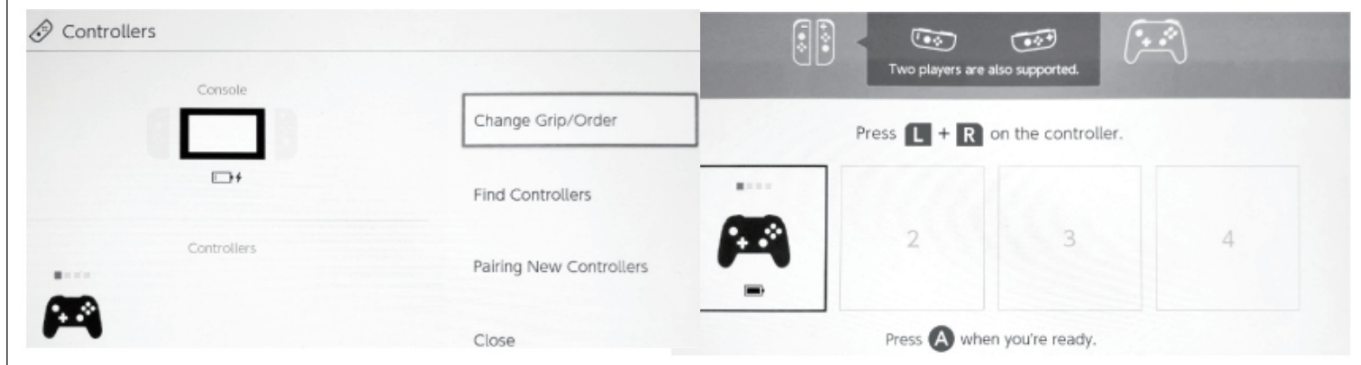 Controllers
Console
Change Grip/Order
Find Controllers
Controllers
Pairing New Controllers
Close
Two players are also supported.
Press L + R on the controller.
2
3
4
Press A when you're ready.